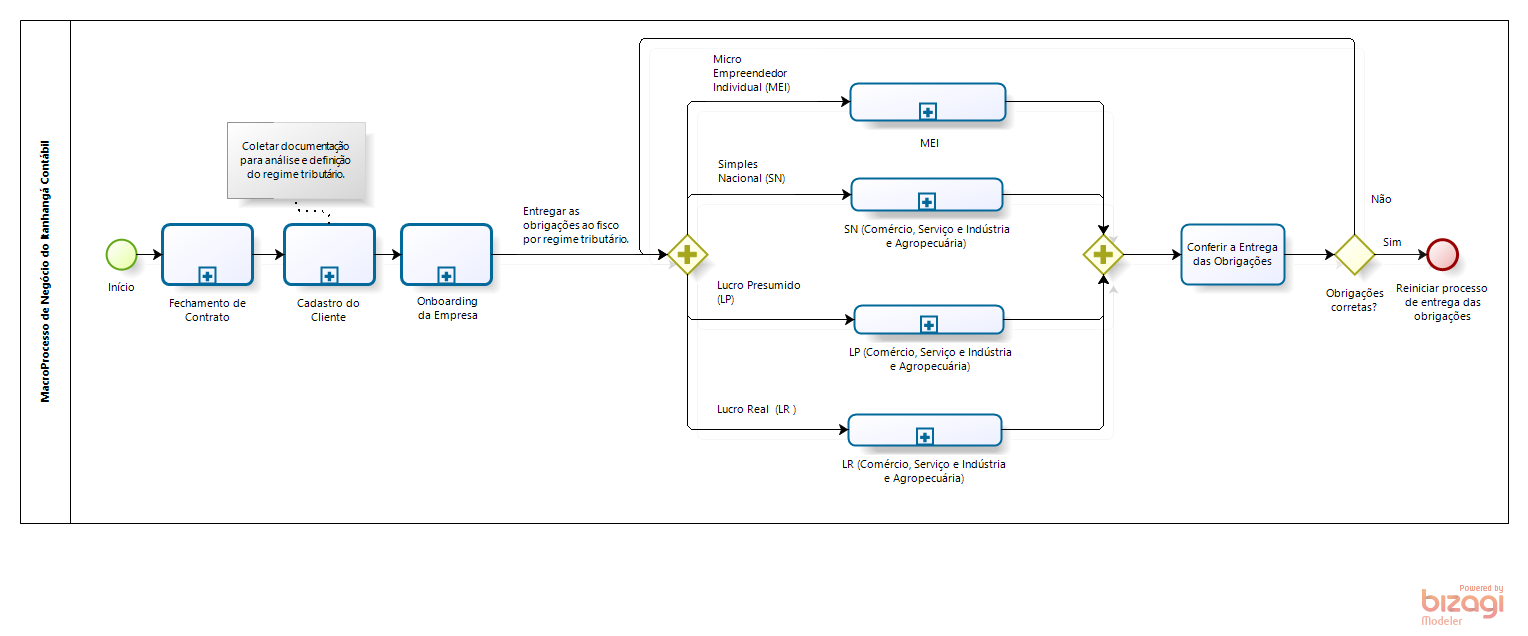 MacroProcesso de Negócio do Itanhangá Contábil
Início
Coletar documentação
para análise e definição
do regime tributário.
Fechamento de
Contrato
Cadastro do
Cliente
Onboarding
da Empresa
Entregar as
obrigações ao fisco
por regime tributário.
Micro
Empreendedor
Individual (MEI)
MEI
Simples
Nacional (SN)
SN (Comércio, Serviço e Indústria
e Agropecuária)
Lucro Presumido
(LP)
LP (Comércio, Serviço e Indústria
e Agropecuária)
Lucro Real (LR )
LR (Comércio, Serviço e Indústria
e Agropecuária)
Conferir a Entrega
das Obrigações
Obrigações
corretas?
Não
Sim
Reiniciar processo
de entrega das
obrigações
Powered by
bizagi
Modeler